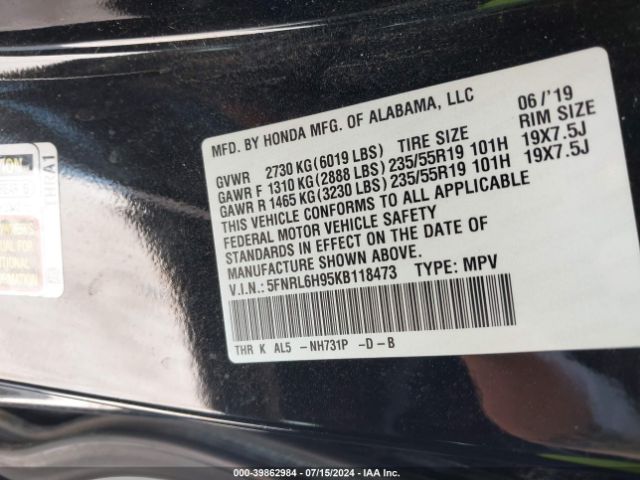 MFD. BY HONDA MFG. OF ALABAMA, LLC 06/'19
GVWR 2730 KG(6019 LBS) TIRE SIZE RIM SIZE
GAWR F 1310 KG(2888 LBS) 235/55R19 101H 19X7.5J
GAWR R 1465 KG(3230 LBS) 235/55R19 101H 19X7.5J
THIS VEHICLE CONFORMS TO ALL APPLICABLE
FEDERAL MOTOR VEHICLE SAFETY
STANDARDS IN EFFECT ON THE DATE OF
MANUFACTURE SHOWN ABOVE.
V.I.N.: 5FNRL6H95KB118473 TYPE: MPV
THR K AL5 -NH731P -D-B
000-39862984 / 07/15/2024 / IAAI.COM